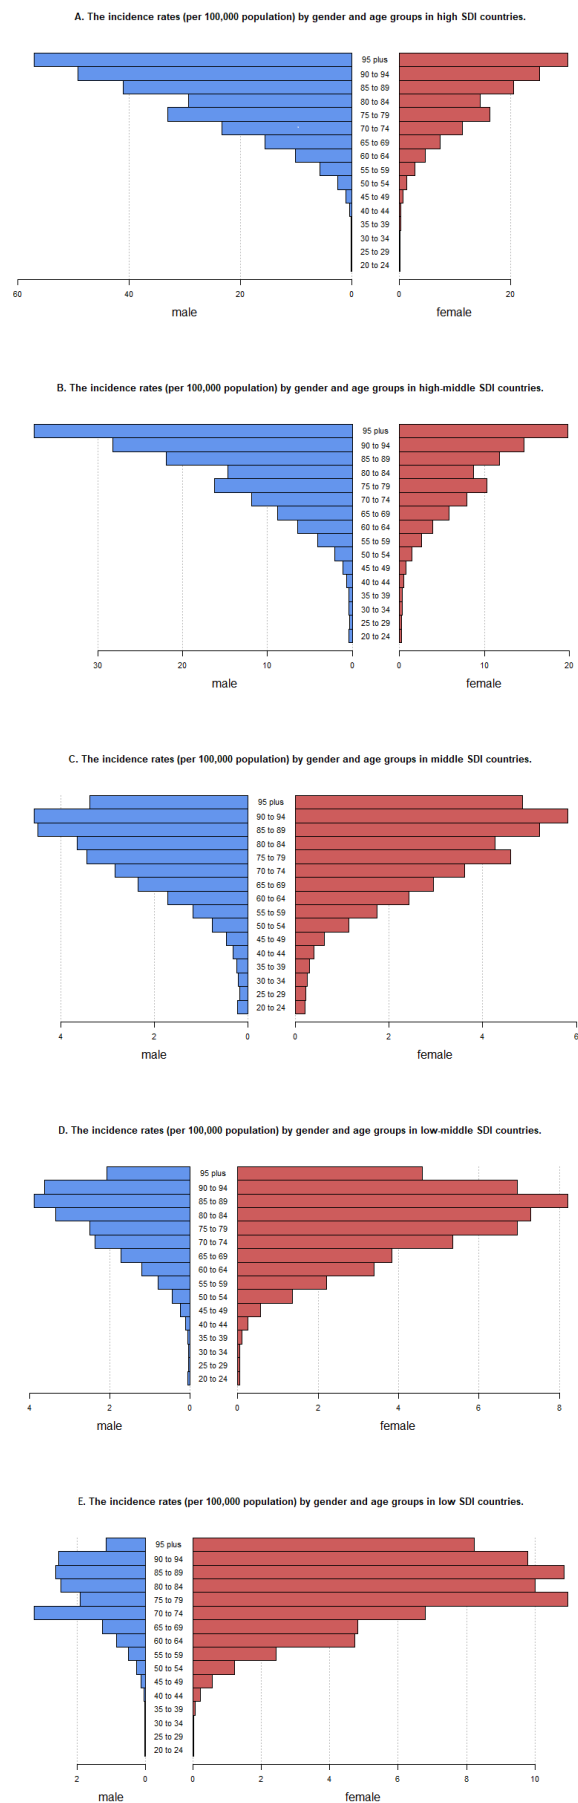 A. The incidence rates (per 100,000 population) by gender and age groups in high SDI countries.
95 plus
90 to 94
85 to 89
80 to 84
75 to 79
70 to 74
65 to 69
60 to 64
55 to 59
50 to 54
45 to 49
40 to 44
35 to 39
30 to 34
25 to 29
20 to 24
60 40 20 0 0 20
male female
B. The incidence rates (per 100,000 population) by gender and age groups in high-middle SDI countries.
95 plus
90 to 94
85 to 89
80 to 84
75 to 79
70 to 74
65 to 69
60 to 64
55 to 59
50 to 54
45 to 49
40 to 44
35 to 39
30 to 34
25 to 29
20 to 24
30 20 10 0 0 10 20
male female
C. The incidence rates (per 100,000 population) by gender and age groups in middle SDI countries.
95 plus
90 to 94
85 to 89
80 to 84
75 to 79
70 to 74
65 to 69
60 to 64
55 to 59
50 to 54
45 to 49
40 to 44
35 to 39
30 to 34
25 to 29
20 to 24
4 2 0 0 2 4 6
male female
D. The incidence rates (per 100,000 population) by gender and age groups in low-middle SDI countries.
95 plus
90 to 94
85 to 89
80 to 84
75 to 79
70 to 74
65 to 69
60 to 64
55 to 59
50 to 54
45 to 49
40 to 44
35 to 39
30 to 34
25 to 29
20 to 24
4 2 0 0 2 4 6 8
male female
E. The incidence rates (per 100,000 population) by gender and age groups in low SDI countries.
95 plus
90 to 94
85 to 89
80 to 84
75 to 79
70 to 74
65 to 69
60 to 64
55 to 59
50 to 54
45 to 49
40 to 44
35 to 39
30 to 34
25 to 29
20 to 24
2 0 0 2 4 6 8 10
male female